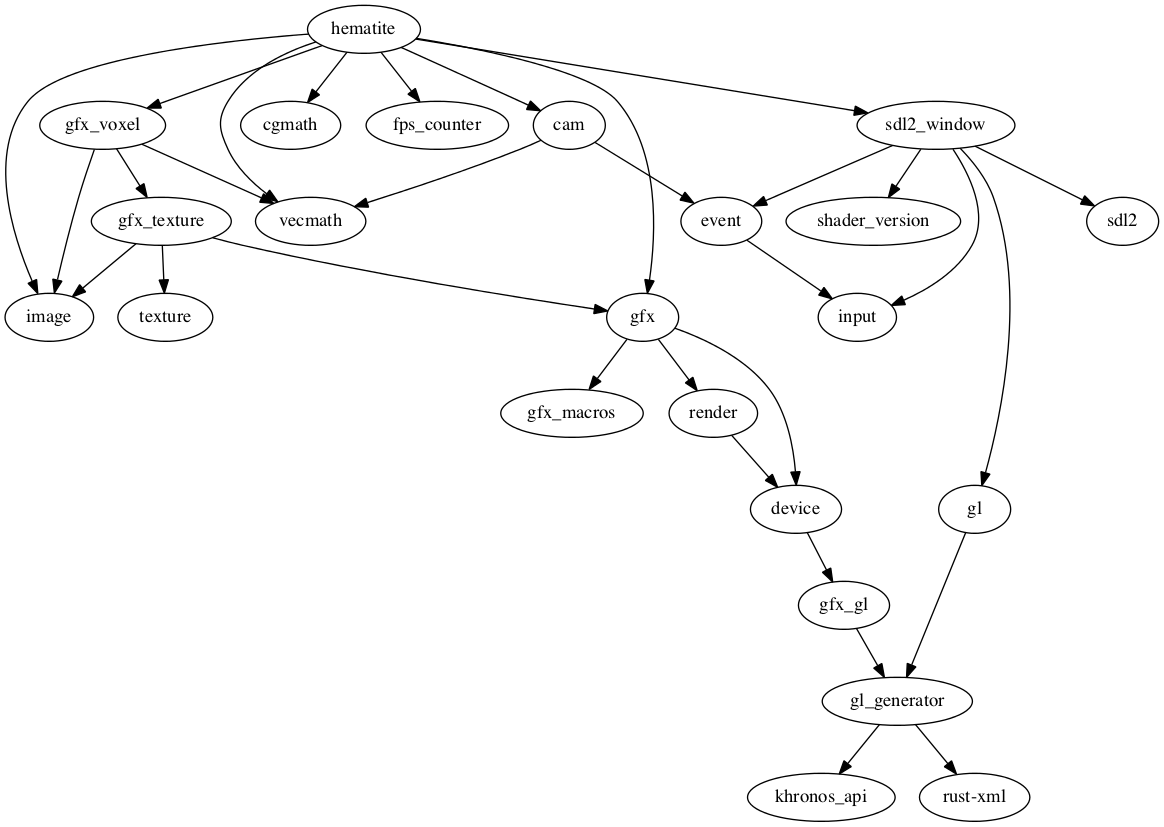 hematite
gfx_voxel
cgmath
fps_counter
cam
sdl2_window
gfx_texture
vecmath
event
shader_version
sdl2
image
texture
gfx
input
gfx_macros
render
device
gl
gfx_gl
gl_generator
khronos_api
rust-xml